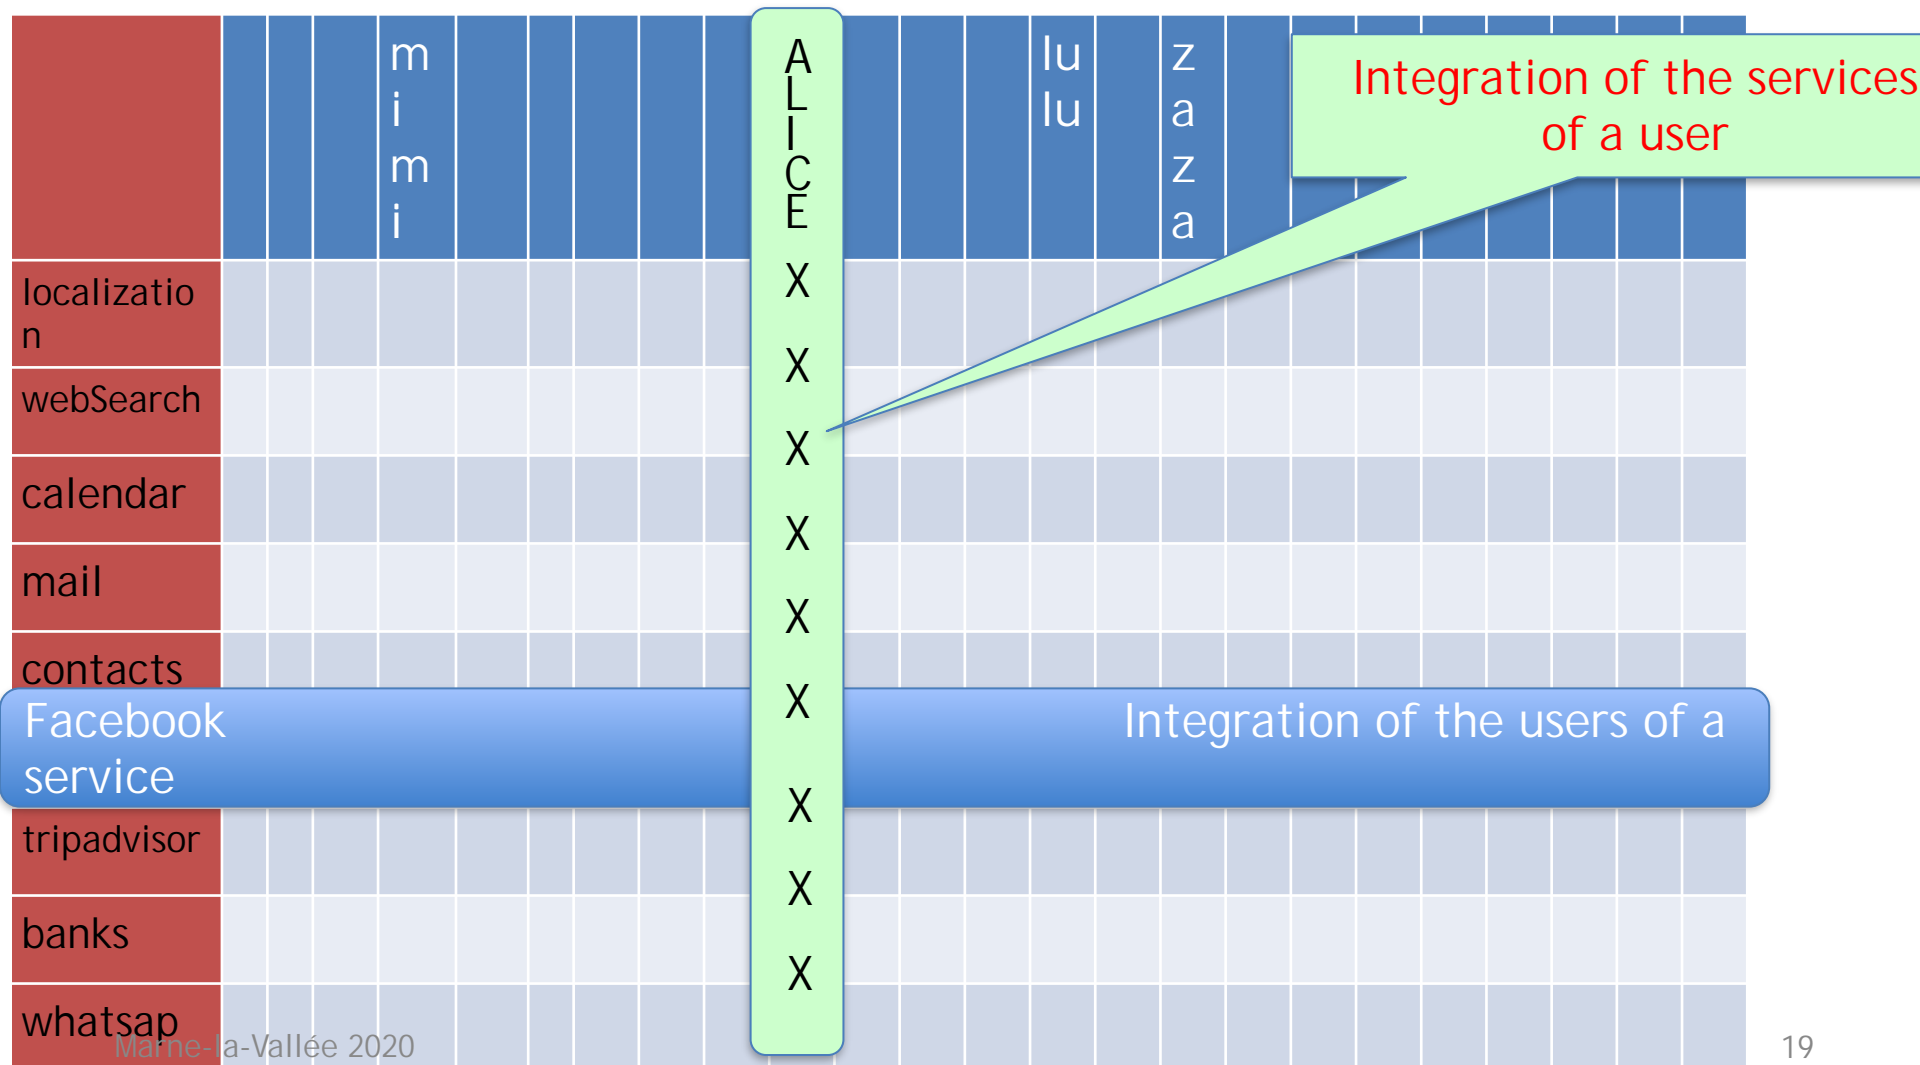 m
i
m
i
A
L
I
C
E
lu
lu
z
a
z
a
Integration of the services
of a user
localizatio
n
X
webSearch
X
X
calendar
X
mail
X
contacts
X
Facebook Integration of the users of a
service
X
tripadvisor
X
banks
X
whatsap
Marne-la-Vallée 2020
19